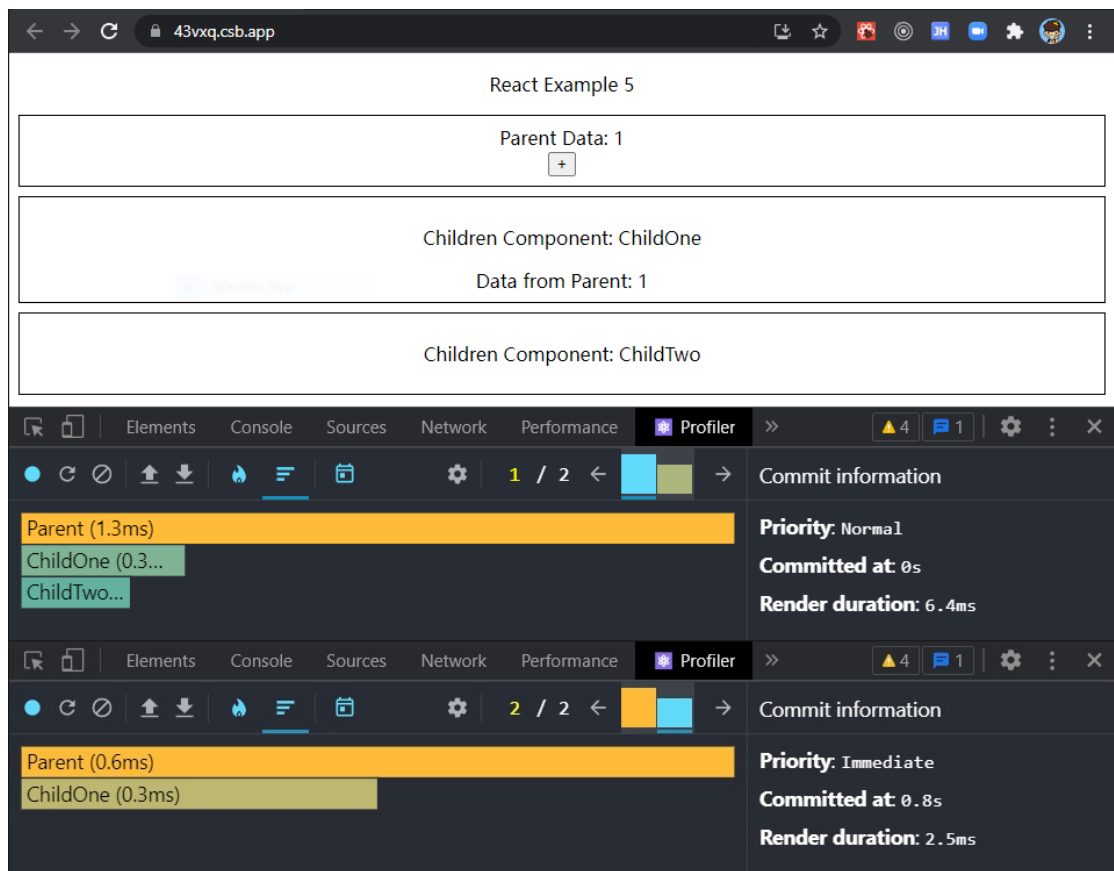 43vxq.csb.app
JH
React Example 5
Parent Data: 1
+
Children Component: ChildOne
Data from Parent: 1
Window Snip
Children Component: ChildTwo
Elements Console Sources Network Performance Profiler » 4 1
1 / 2 Commit information
Parent (1.3ms) Priority: Normal
ChildOne (0.3... Committed at: 0s
ChildTwo... Render duration: 6.4ms
Elements Console Sources Network Performance Profiler » 4 1
2 / 2 Commit information
Parent (0.6ms) Priority: Immediate
ChildOne (0.3ms) Committed at: 0.8s
Render duration: 2.5ms